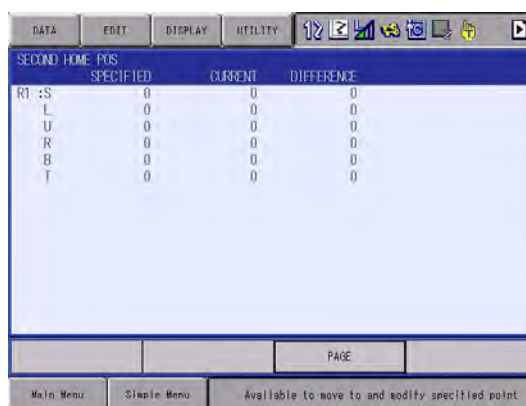 DATA EDIT DISPLAY UTILITY
SECOND HOME POS
SPECIFIED CURRENT DIFFERENCE
R1 :S 0 0 0
L 0 0 0
U 0 0 0
R 0 0 0
B 0 0 0
T 0 0 0
PAGE
Main Menu Simple Menu Available to move to and modify specified point